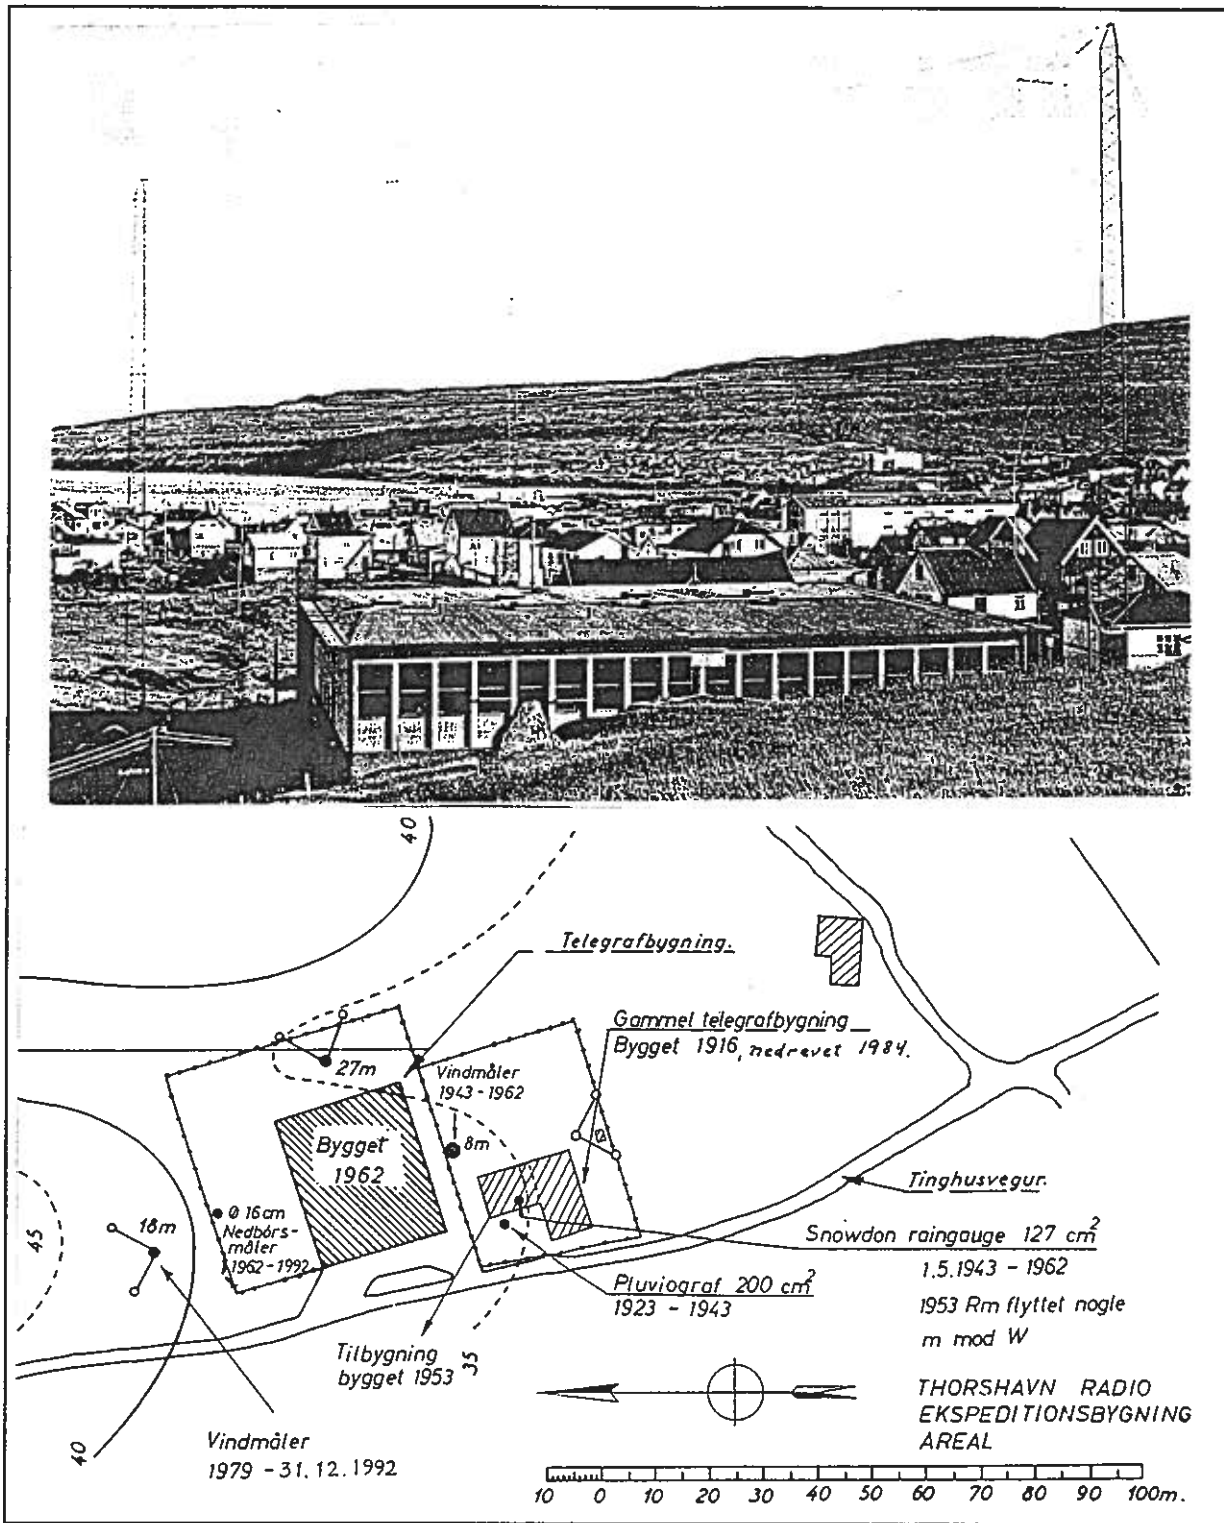 40
Telegrafbygning.
Gammel telegrafbygning
Bygget 1916, nedrevet 1984.
27m
Vindmåler
1943 - 1962
8m
Bygget
1962
Ø 16cm
Nedbørs-
måler
1962 - 1992
18m
45
Tinghusvegur.
Snowdon raingauge 127 cm²
1.5.1943 - 1962
1953 Rm flyttet nogle
m mod W
Pluviograf 200 cm²
1923 - 1943
Tilbygning
bygget 1953
35
THORSHAVN RADIO
EKSPEDITIONSBYGNING
AREAL
40
Vindmåler
1979 - 31.12.1992
10 0 10 20 30 40 50 60 70 80 90 100m.